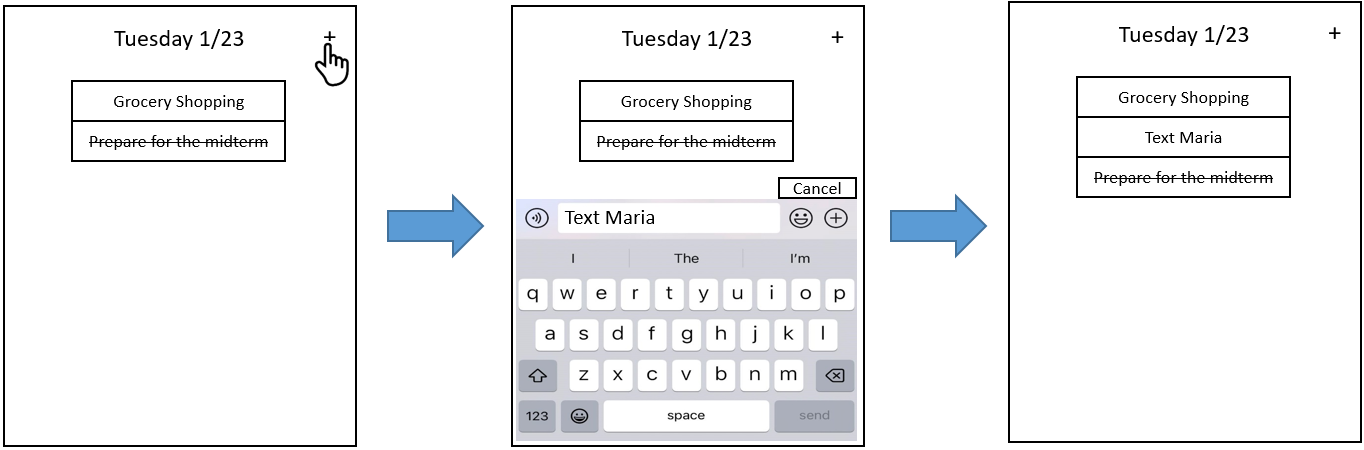 Tuesday 1/23
+
Grocery Shopping
Prepare for the midterm
Tuesday 1/23
+
Grocery Shopping
Prepare for the midterm
Cancel
Text Maria
I The I'm
q w e r t y u i o p
a s d f g h j k l
z x c v b n m
123 space send
Tuesday 1/23
+
Grocery Shopping
Text Maria
Prepare for the midterm